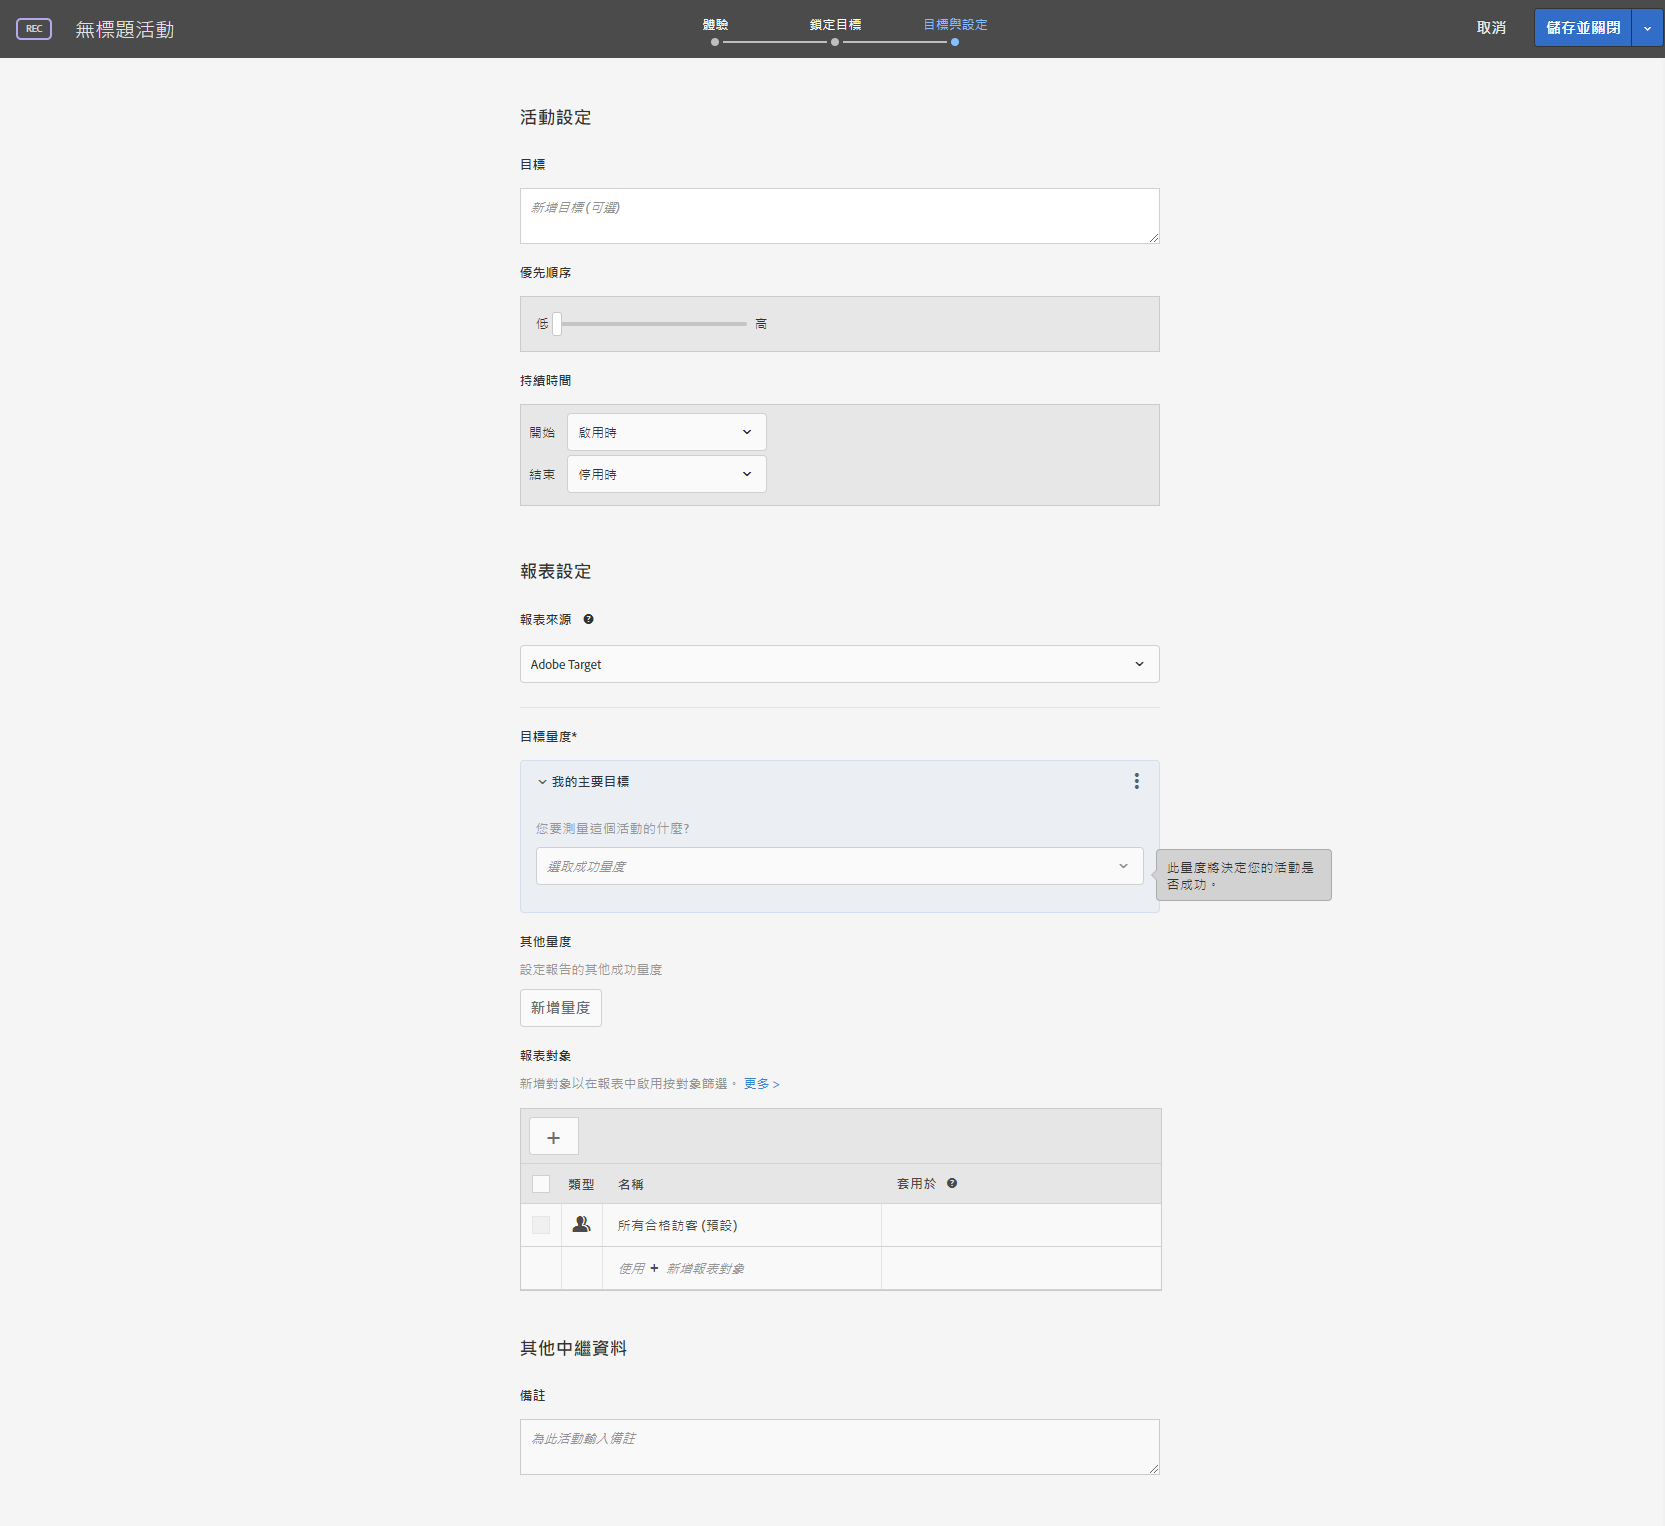 REC
無標題活動
體驗
鎖定目標
目標與設定
取消
儲存並關閉
活動設定
目標
新增目標 (可選)
優先順序
低
高
持續時間
開始
啟用時
結束
停用時
報表設定
報表來源
Adobe Target
目標量度*
我的主要目標
您要測量這個活動的什麼?
選取成功量度
此量度將決定您的活動是
否成功。
其他量度
設定報告的其他成功量度
新增量度
報表對象
新增對象以在報表中啟用按對象篩選。 更多 >
+
類型 名稱 套用於
所有合格訪客 (預設)
使用 + 新增報表對象
其他中繼資料
備註
為此活動輸入備註